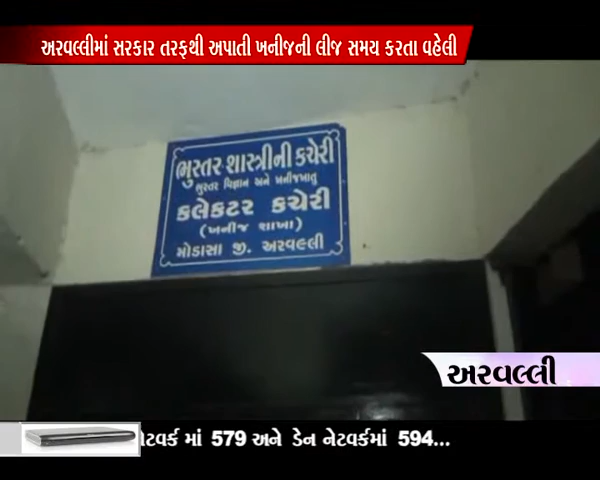 અરવલ્લીમાં સરકાર તરફથી અપાતી ખનીજની લીજ સમય કરતા વહેલી
ભુસ્તર શાસ્ત્રીની કચેરી
ભુસ્તર વિજ્ઞાન અને ખનીજખાતુ
કલેકટર કચેરી
(ખનીજ શાખા)
મોડાસા જી. અરવલ્લી
અરવલ્લી
નેટવર્ક માં 579 અને ડેન નેટવર્કમાં 594...